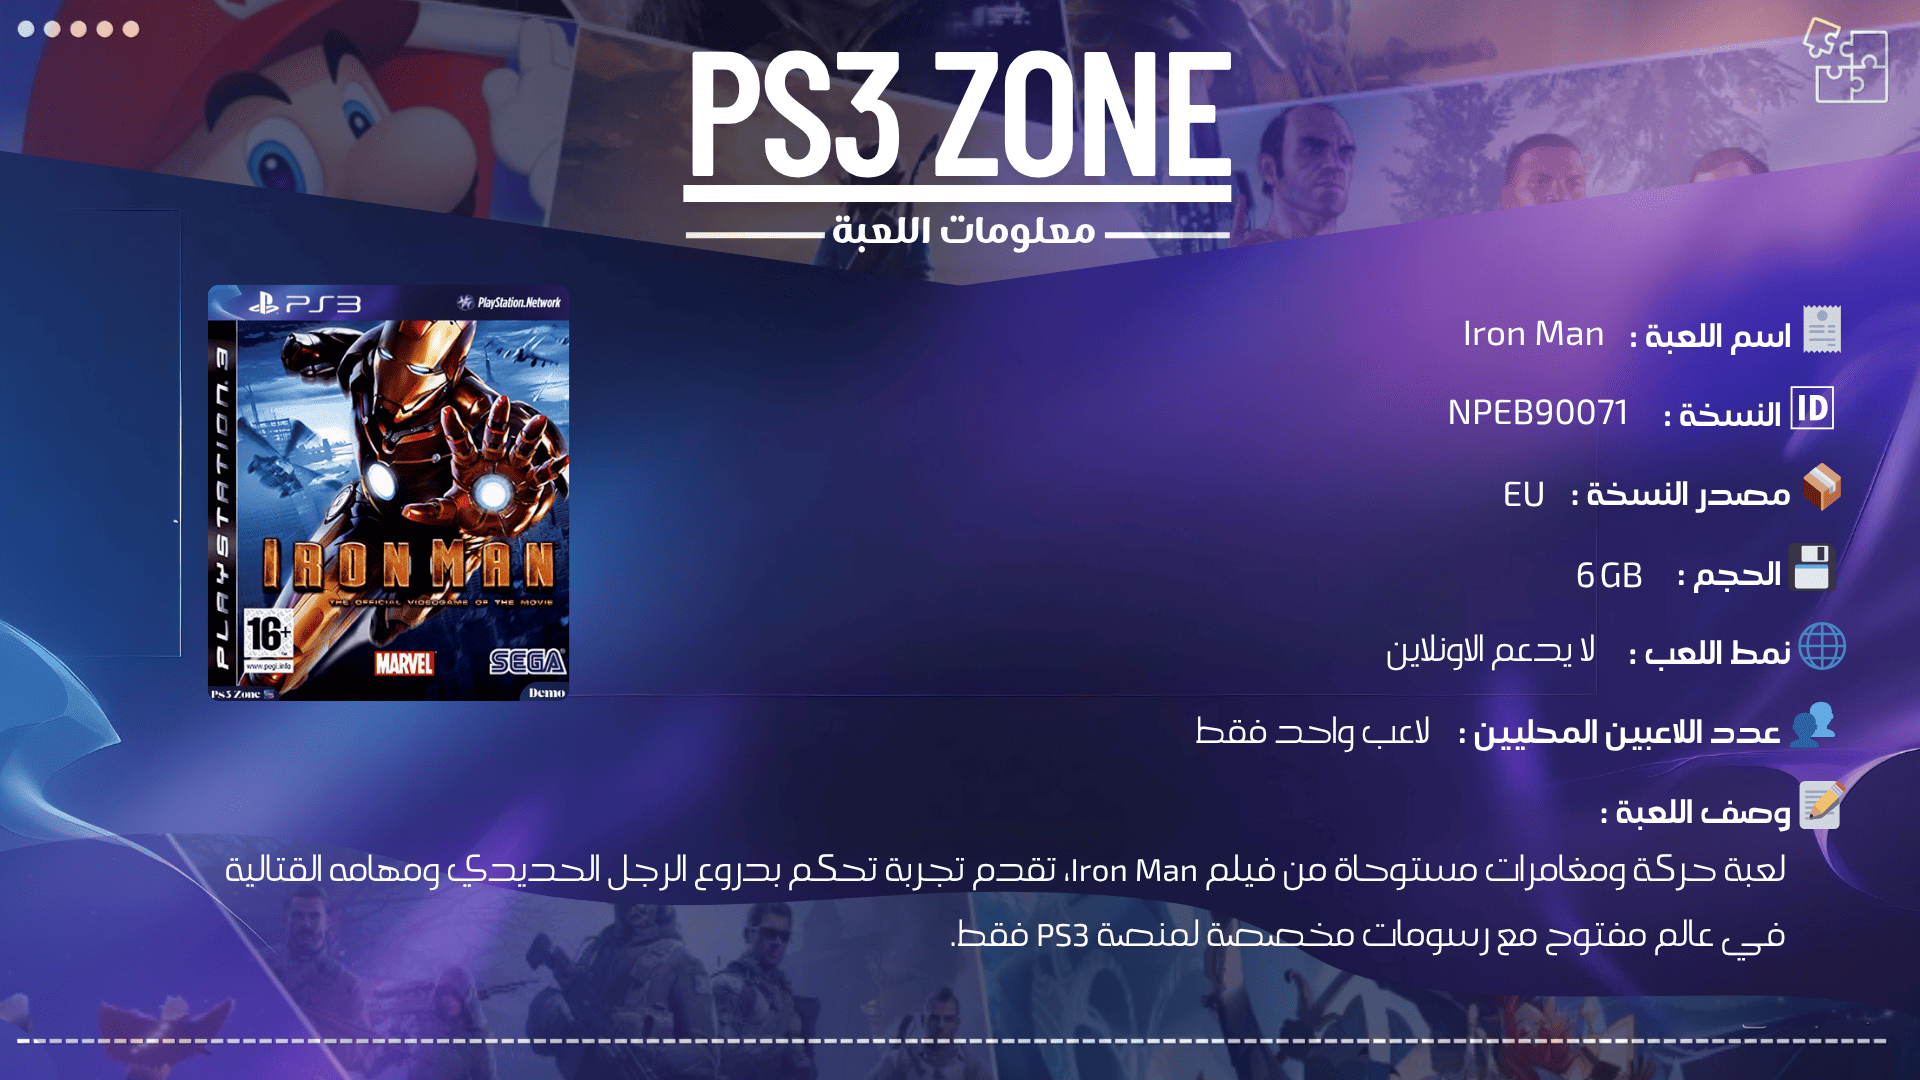 PS3 ZONE
معلومات اللعبة
PS3
PlayStation.Network
PLAYSTATION.3
IRON MAN
THE OFFICIAL VIDEOGAME OF THE MOVIE
16+
www.pegi.info
MARVEL
SEGA
Ps3 Zone
Demo
اسم اللعبة : Iron Man
ID النسخة : NPEB90071
مصدر النسخة : EU
الحجم : 6 GB
نمط اللعب : لا يدعم الاونلاين
عدد اللاعبين المحليين : لاعب واحد فقط
وصف اللعبة :
لعبة حركة ومغامرات مستوحاة من فيلم Iron Man، تقدم تجربة تحكم بدروع الرجل الحديدي ومهامه القتالية
في عالم مفتوح مع رسومات مخصصة لمنصة PS3 فقط.